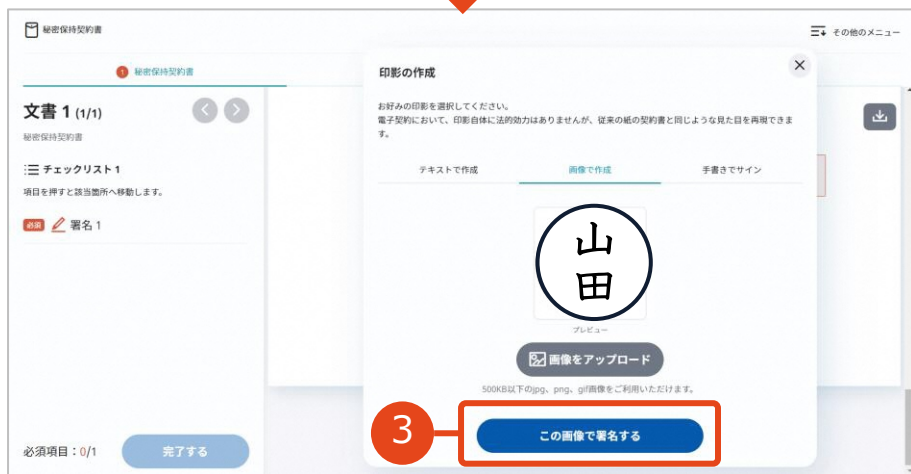 秘密保持契約書
その他のメニュー
1 秘密保持契約書
文書 1 (1/1)
秘密保持契約書
チェックリスト 1
項目を押すと該当箇所へ移動します。
必須 署名 1
必須項目：0/1
完了する
印影の作成
お好みの印影を選択してください。
電子契約において、印影自体に法的効力はありませんが、従来の紙の契約書と同じような見た目を再現できま
す。
テキストで作成
画像で作成
手書きでサイン
山
田
プレビュー
画像をアップロード
500KB以下のjpg、png、gif画像をご利用いただけます。
3
この画像で署名する